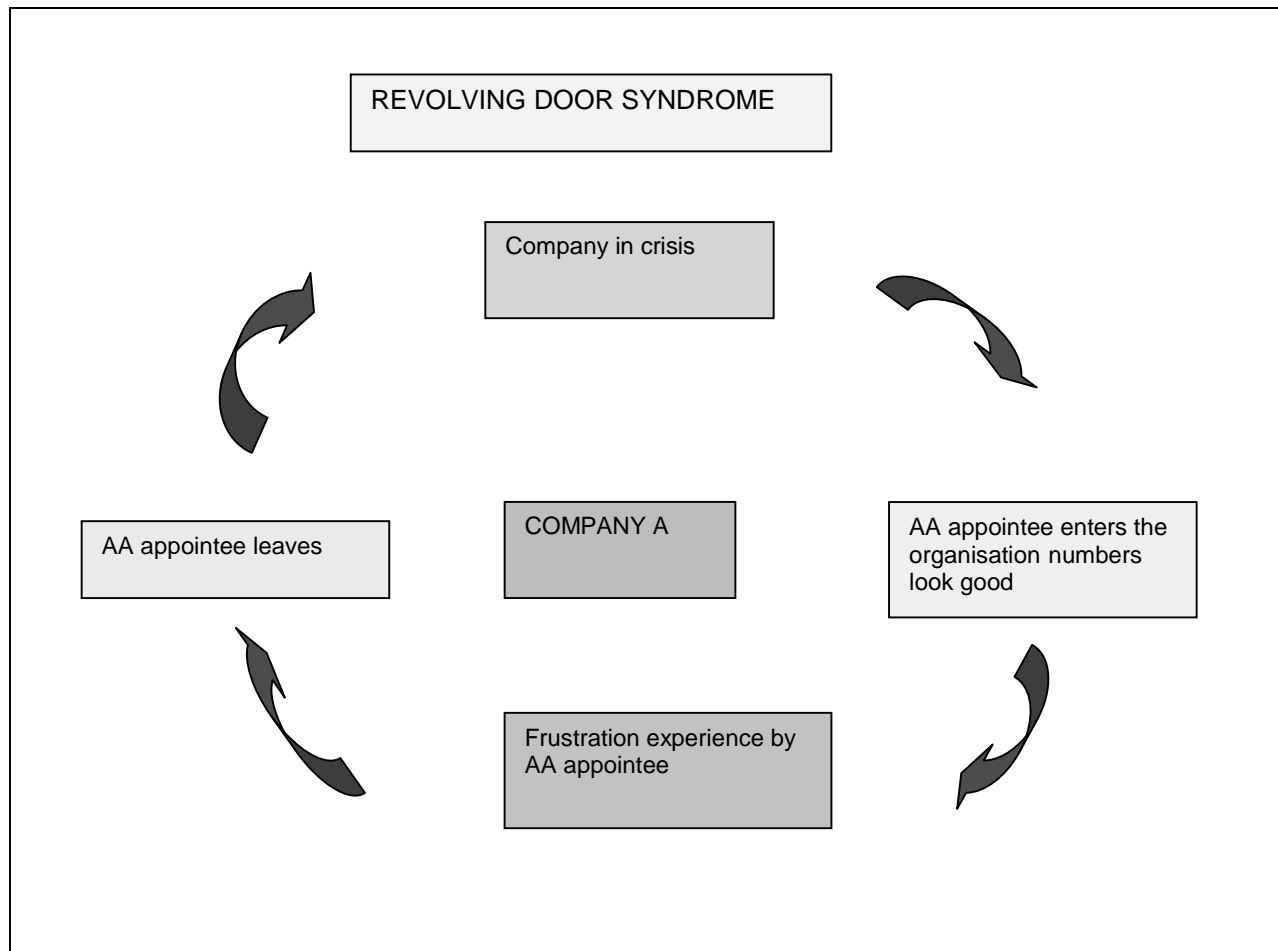 REVOLVING DOOR SYNDROME
Company in crisis
AA appointee leaves
COMPANY A
AA appointee enters the
organisation numbers
look good
Frustration experience by
AA appointee